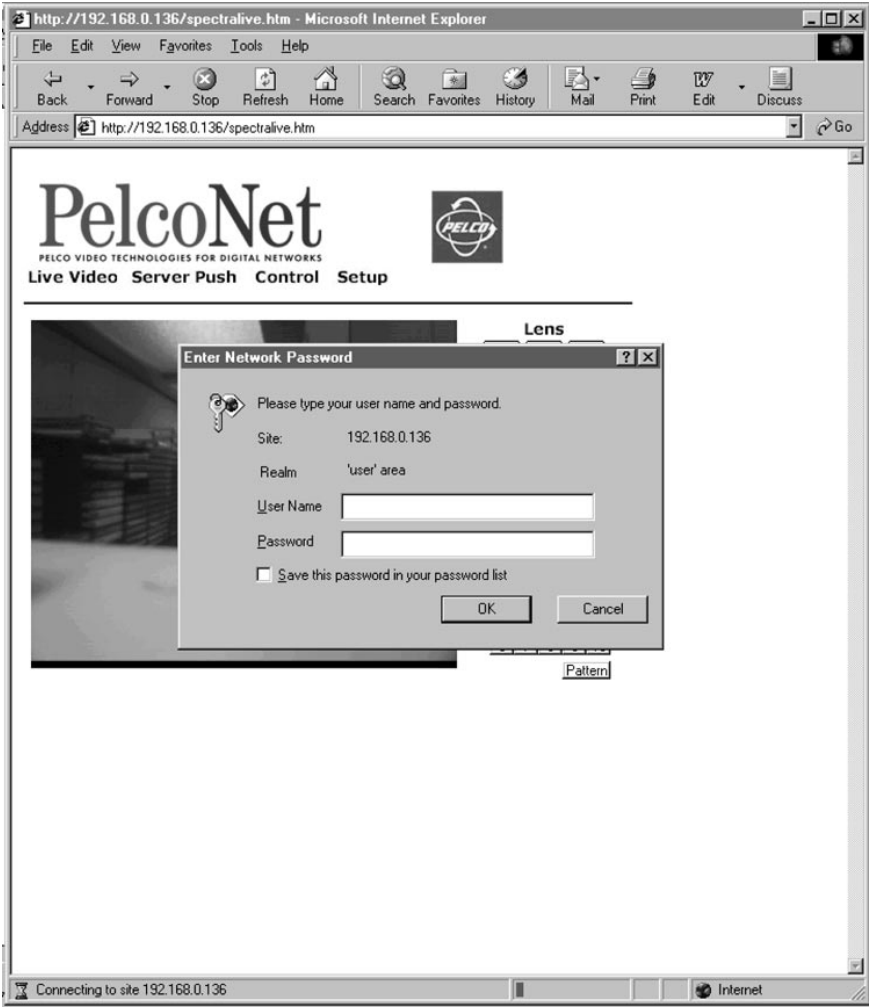 http://192.168.0.136/spectralive.htm - Microsoft Internet Explorer
File Edit View Favorites Tools Help
Back Forward Stop Refresh Home Search Favorites History Mail Print Edit Discuss
Address http://192.168.0.136/spectralive.htm Go
PelcoNet
PELCO VIDEO TECHNOLOGIES FOR DIGITAL NETWORKS
PELCO
Live Video Server Push Control Setup
Lens
Enter Network Password
Please type your user name and password.
Site: 192.168.0.136
Realm 'user' area
User Name
Password
Save this password in your password list
OK Cancel
Pattern
Connecting to site 192.168.0.136 Internet